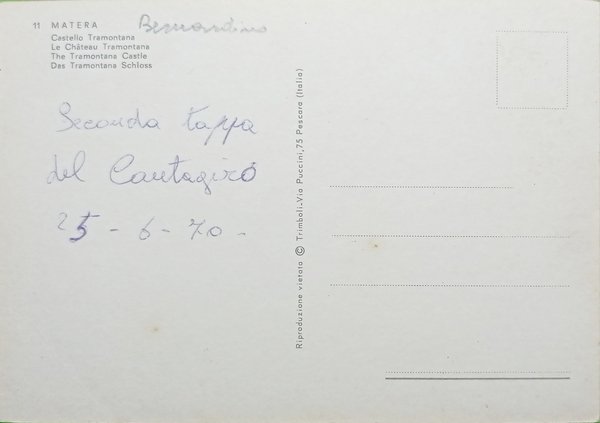 11 MATERA
Bernardino
Castello Tramontana
Le Château Tramontana
The Tramontana Castle
Das Tramontana Schloss
Seconda tappa
del Cantagiro
25 - 6 - 70 -
Riproduzione vietata © Trimboli-Via Puccini,75 Pescara (Italia)